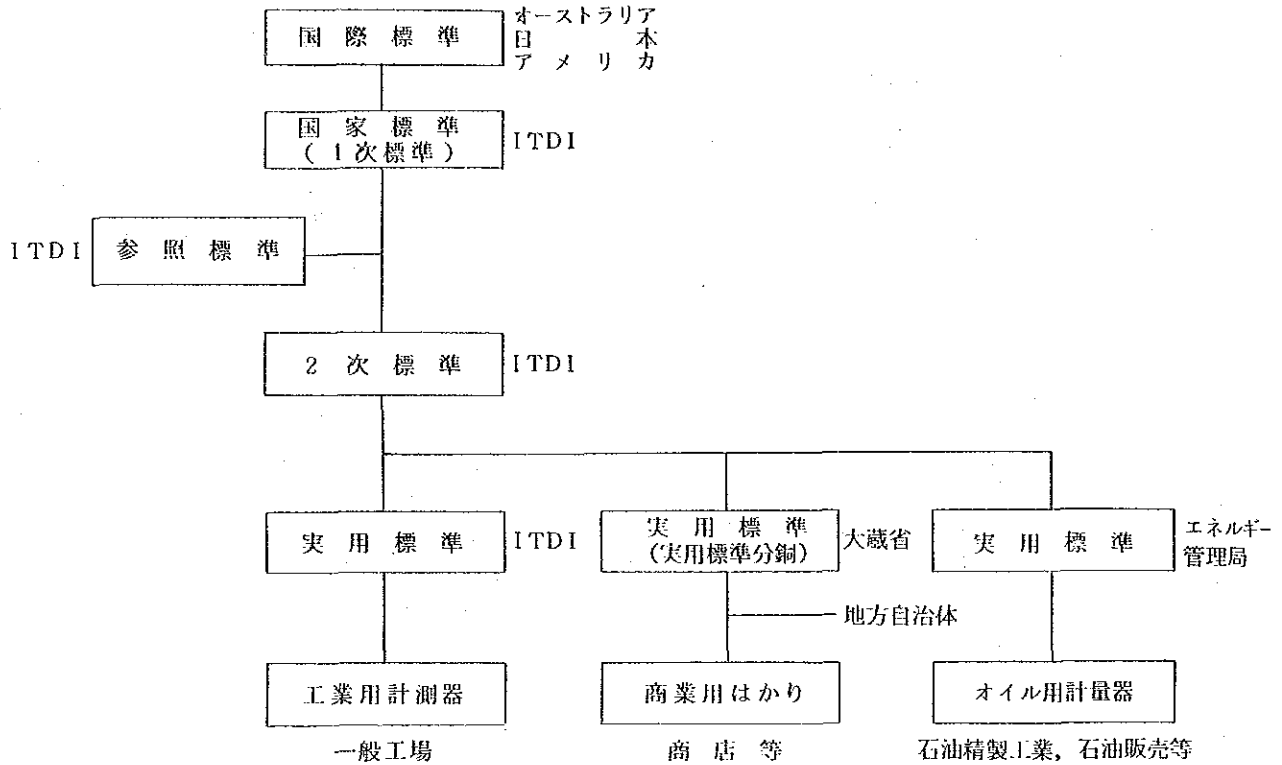 国際標準
オーストラリア
日本
アメリカ
国家標準
(1次標準)
ITDI
ITDI
参照標準
2次標準
ITDI
実用標準
ITDI
実用標準
(実用標準分銅)
大蔵省
実用標準
エネルギー
管理局
地方自治体
工業用計測器
商業用はかり
オイル用計量器
一般工場
商店等
石油精製工業,石油販売等